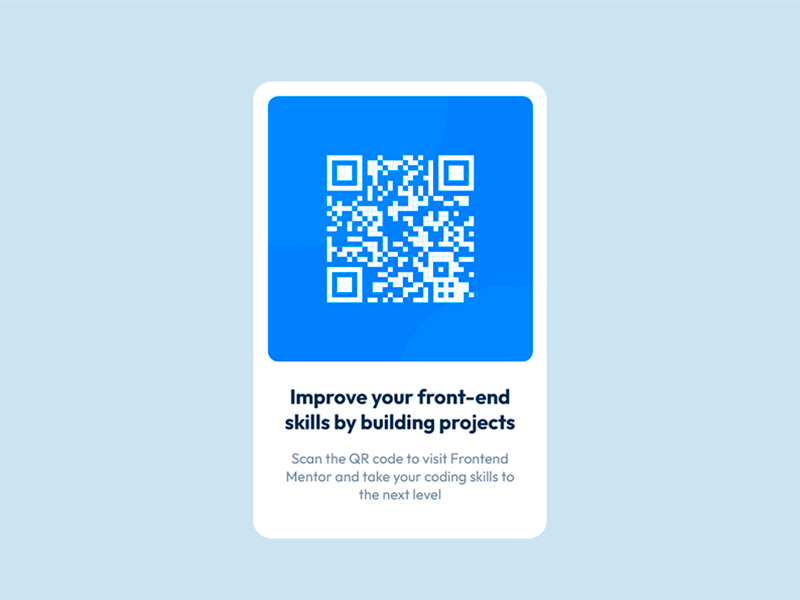 Improve your front-end
skills by building projects
Scan the QR code to visit Frontend
Mentor and take your coding skills to
the next level